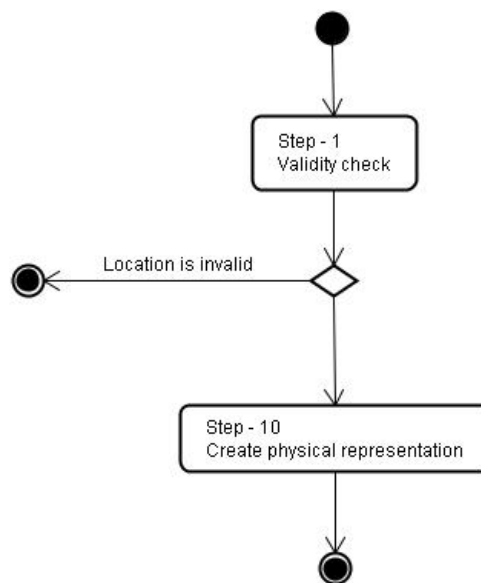 Step - 1
Validity check
Location is invalid
Step - 10
Create physical representation